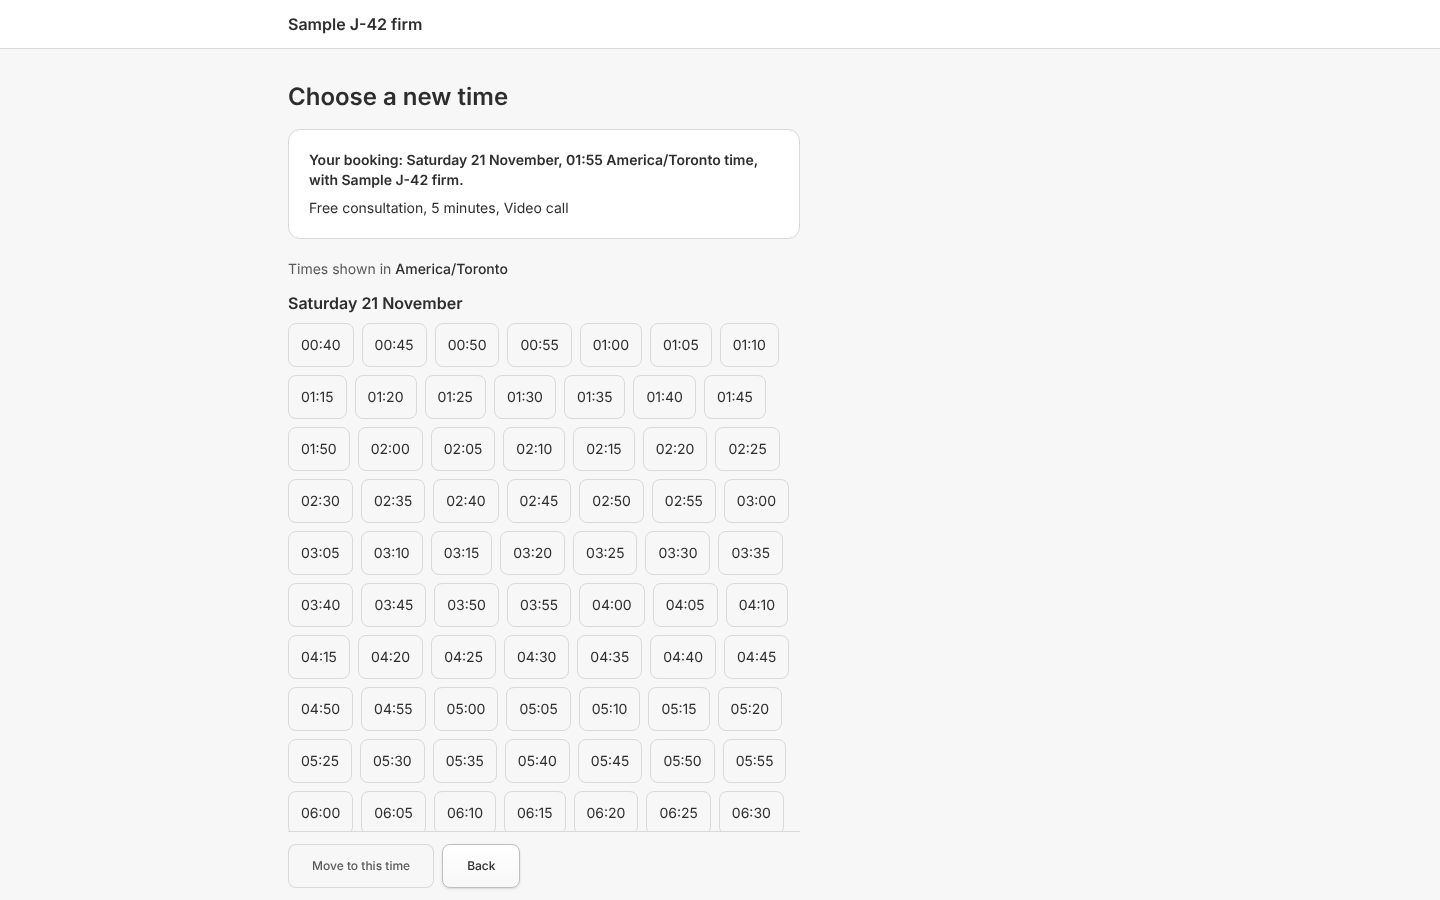 Sample J-42 firm
Choose a new time
Your booking: Saturday 21 November, 01:55 America/Toronto time,
with Sample J-42 firm.
Free consultation, 5 minutes, Video call
Times shown in America/Toronto
Saturday 21 November
00:40 00:45 00:50 00:55 01:00 01:05 01:10
01:15 01:20 01:25 01:30 01:35 01:40 01:45
01:50 02:00 02:05 02:10 02:15 02:20 02:25
02:30 02:35 02:40 02:45 02:50 02:55 03:00
03:05 03:10 03:15 03:20 03:25 03:30 03:35
03:40 03:45 03:50 03:55 04:00 04:05 04:10
04:15 04:20 04:25 04:30 04:35 04:40 04:45
04:50 04:55 05:00 05:05 05:10 05:15 05:20
05:25 05:30 05:35 05:40 05:45 05:50 05:55
06:00 06:05 06:10 06:15 06:20 06:25 06:30
Move to this time Back